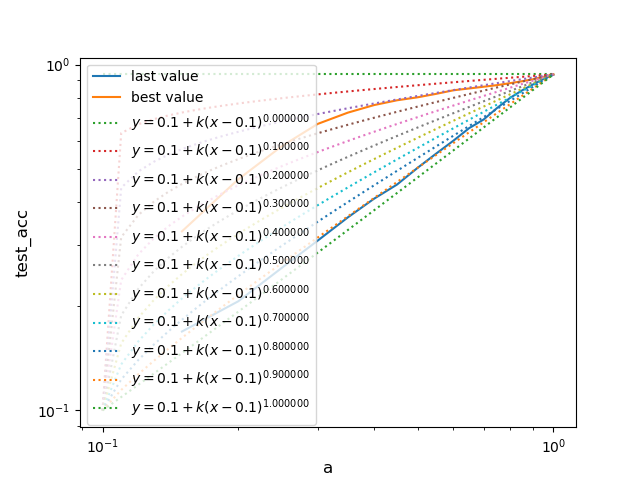 10⁰
last value
best value
y = 0.1 + k(x − 0.1)^0.000000
y = 0.1 + k(x − 0.1)^0.100000
y = 0.1 + k(x − 0.1)^0.200000
y = 0.1 + k(x − 0.1)^0.300000
y = 0.1 + k(x − 0.1)^0.400000
y = 0.1 + k(x − 0.1)^0.500000
y = 0.1 + k(x − 0.1)^0.600000
y = 0.1 + k(x − 0.1)^0.700000
y = 0.1 + k(x − 0.1)^0.800000
y = 0.1 + k(x − 0.1)^0.900000
y = 0.1 + k(x − 0.1)^1.000000
test_acc
10⁻¹
10⁻¹ 10⁰
a